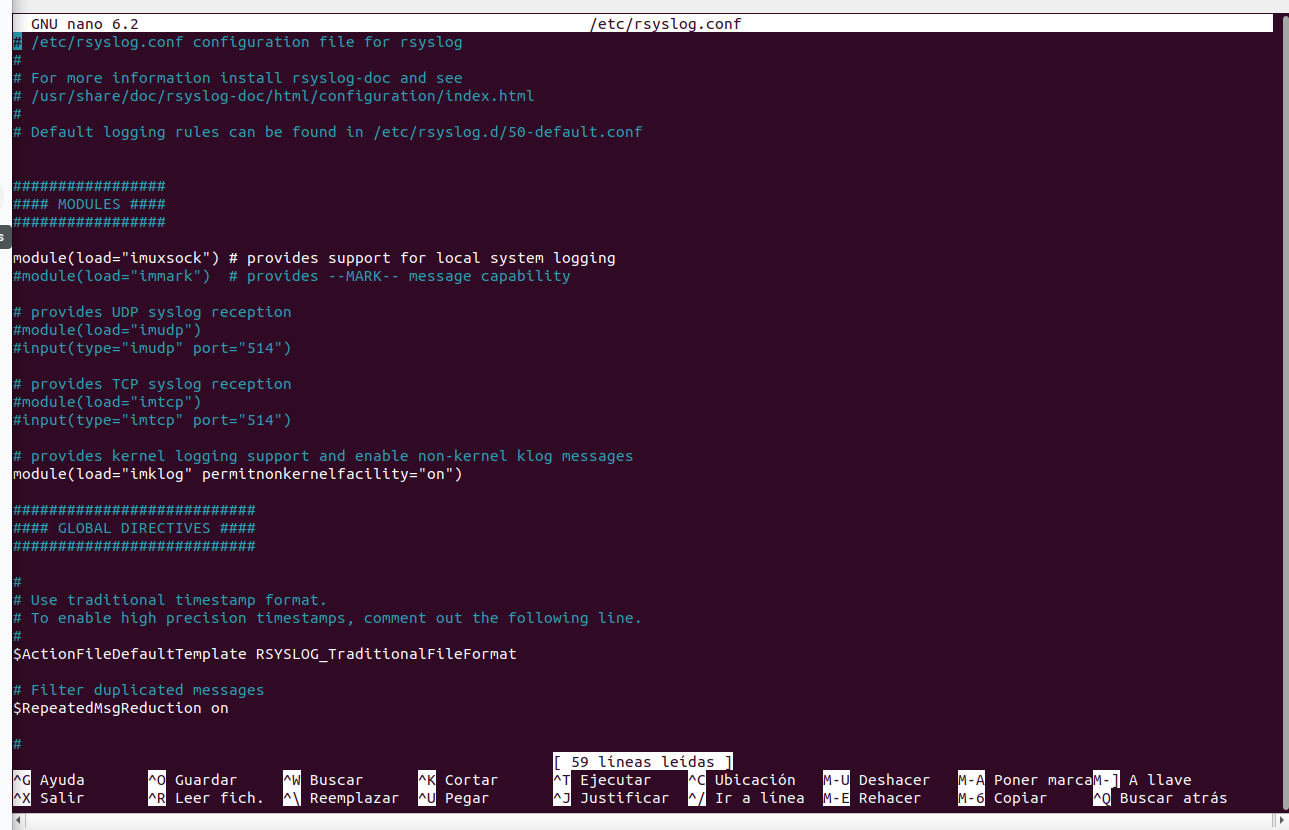 GNU nano 6.2 /etc/rsyslog.conf
# /etc/rsyslog.conf configuration file for rsyslog
#
# For more information install rsyslog-doc and see
# /usr/share/doc/rsyslog-doc/html/configuration/index.html
#
# Default logging rules can be found in /etc/rsyslog.d/50-default.conf
#################
#### MODULES ####
#################
s
module(load="imuxsock") # provides support for local system logging
#module(load="immark")  # provides --MARK-- message capability
# provides UDP syslog reception
#module(load="imudp")
#input(type="imudp" port="514")
# provides TCP syslog reception
#module(load="imtcp")
#input(type="imtcp" port="514")
# provides kernel logging support and enable non-kernel klog messages
module(load="imklog" permitnonkernelfacility="on")
###########################
#### GLOBAL DIRECTIVES ####
###########################
#
# Use traditional timestamp format.
# To enable high precision timestamps, comment out the following line.
#
$ActionFileDefaultTemplate RSYSLOG_TraditionalFileFormat
# Filter duplicated messages
$RepeatedMsgReduction on
#
[ 59 líneas leídas ]
^G Ayuda ^O Guardar ^W Buscar ^K Cortar ^T Ejecutar ^C Ubicación M-U Deshacer M-A Poner marca M-] A llave
^X Salir ^R Leer fich. ^\ Reemplazar ^U Pegar ^J Justificar ^/ Ir a línea M-E Rehacer M-6 Copiar ^Q Buscar atrás